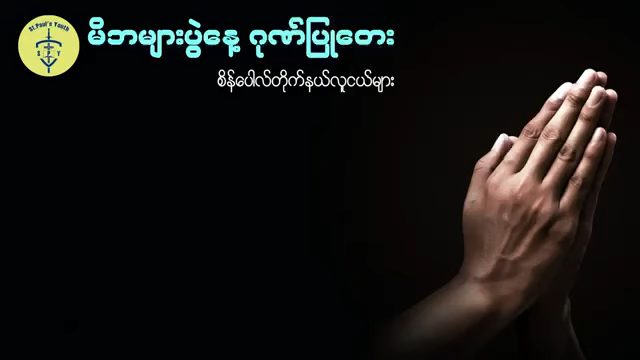 St.Paul's Youth
S P Y
မိဘများပွဲနေ့ ဂုဏ်ပြုတေး
စိန်ပေါလ်တိုက်နယ်လူငယ်များ